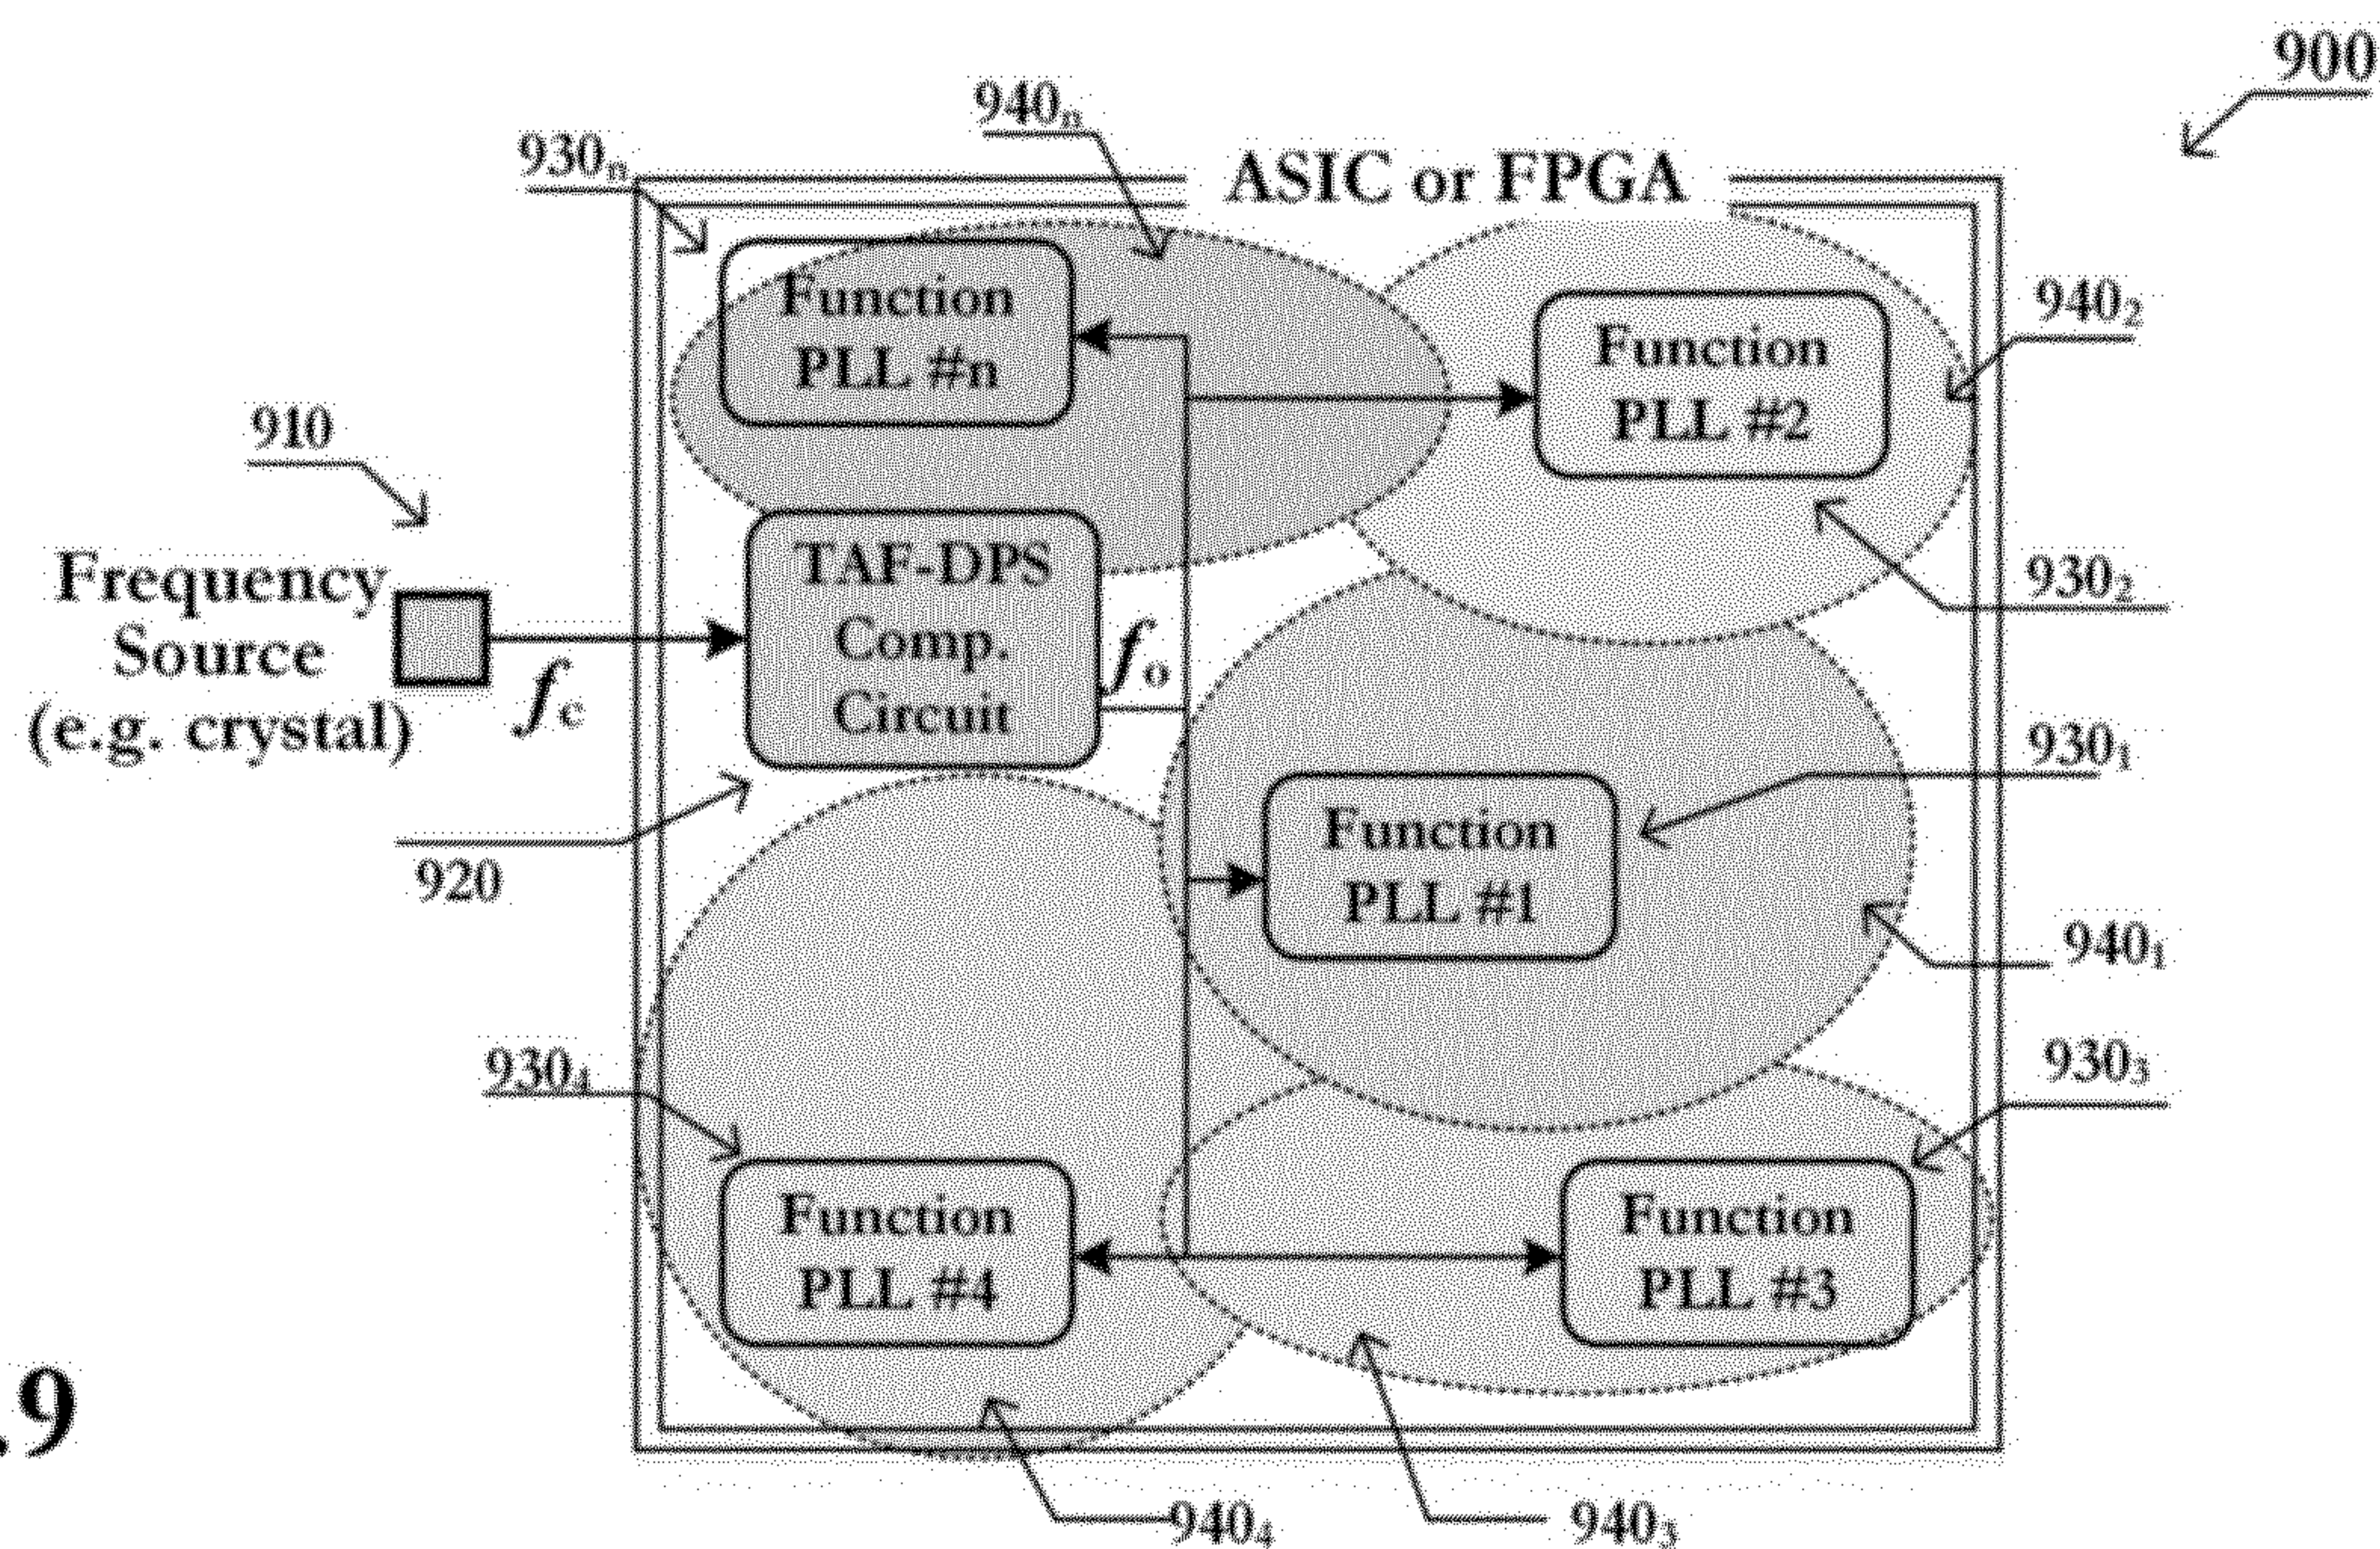 900
940n
930n
ASIC or FPGA
Function
PLL #n
9402
Function
PLL #2
910
Frequency
Source
(e.g. crystal)
fc
TAF-DPS
Comp.
Circuit
fo
9302
9301
920
Function
PLL #1
9401
9304
9303
Function
PLL #4
Function
PLL #3
.9
9404
9403